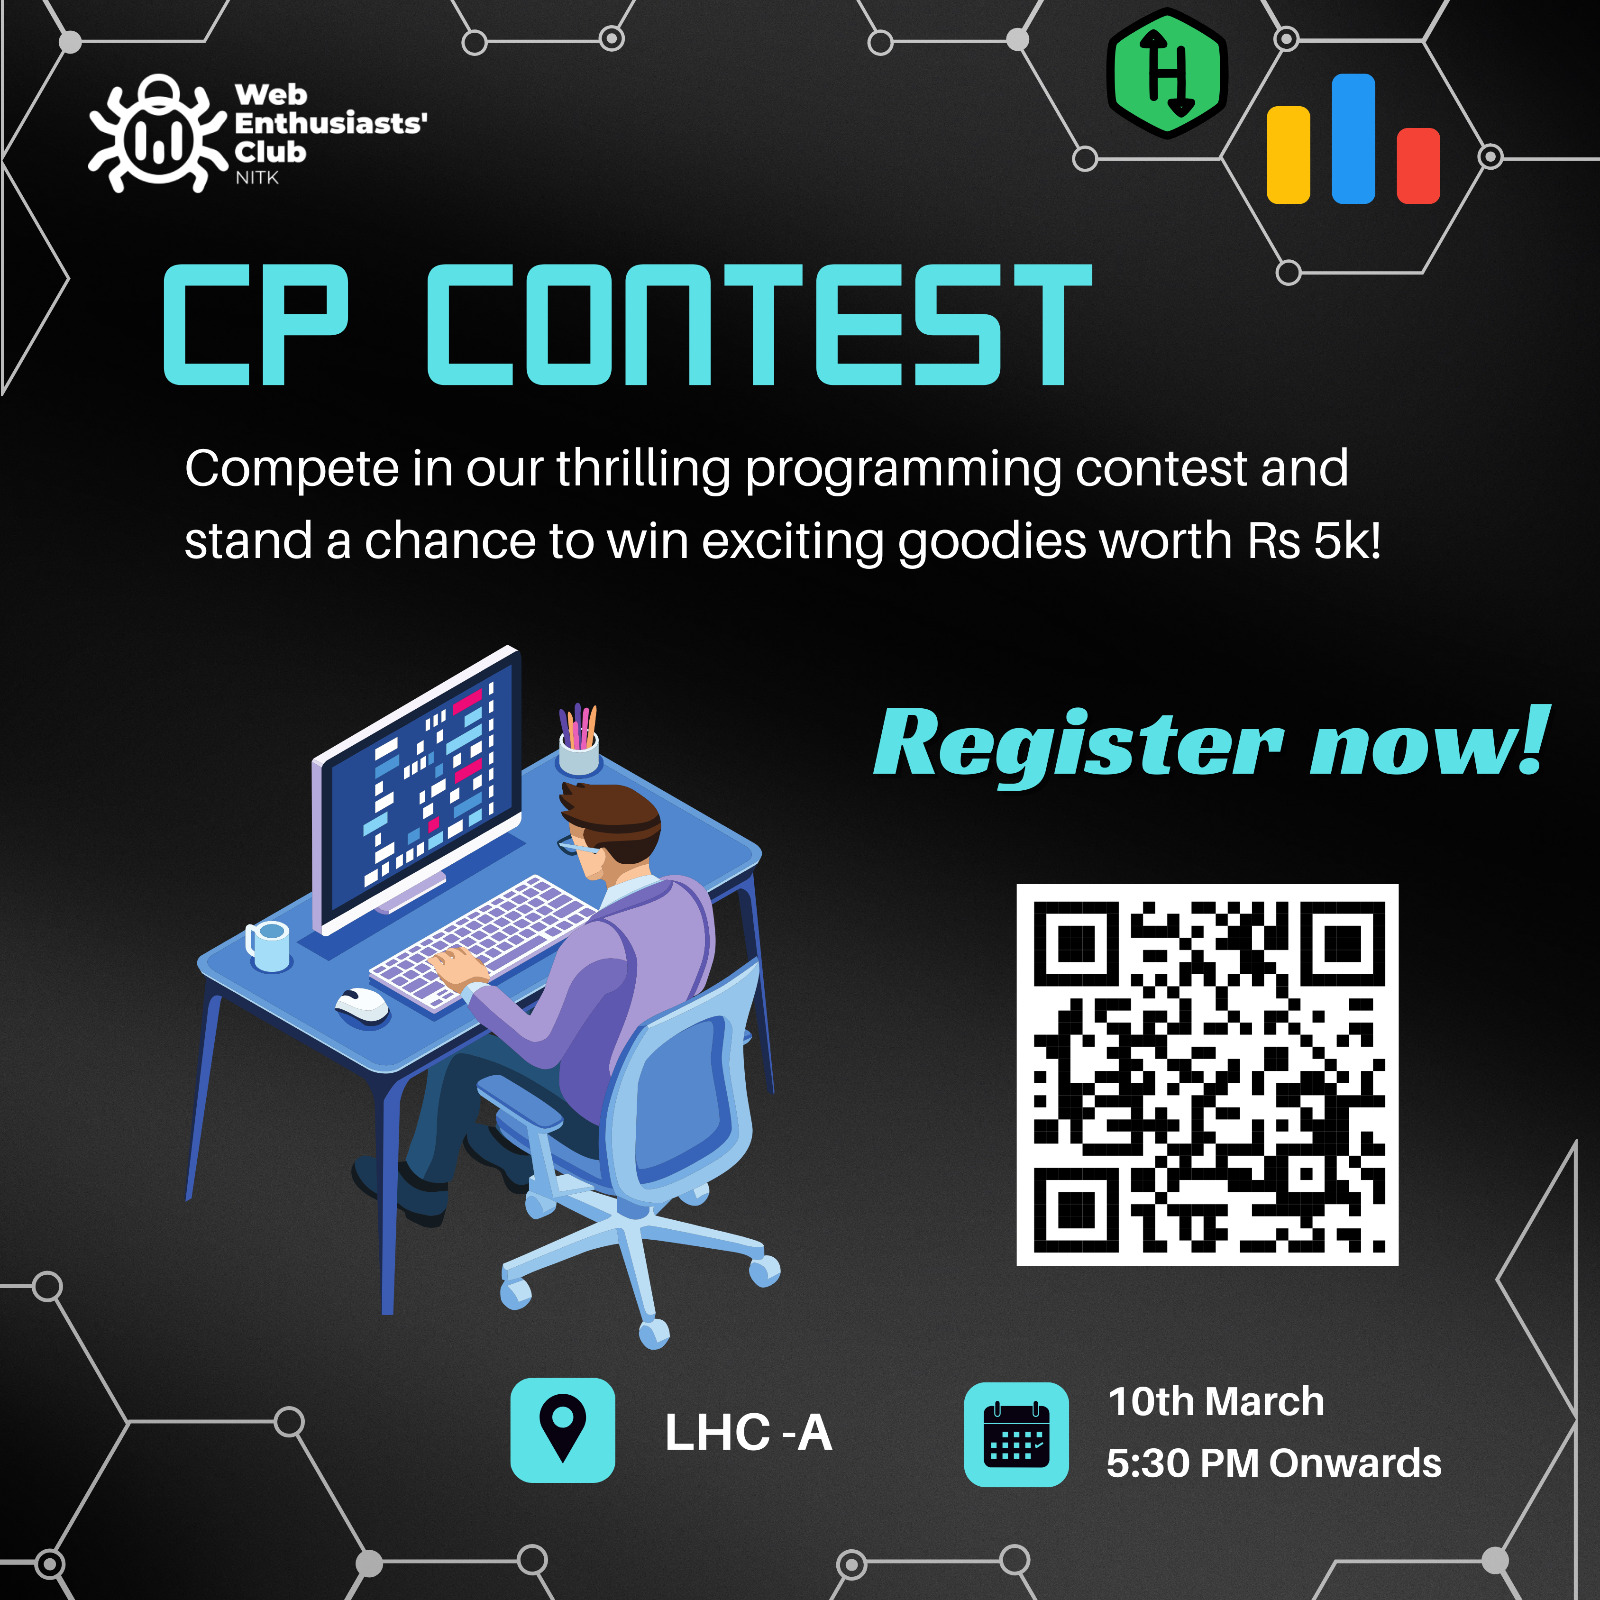 Web
Enthusiasts'
Club
NITK
H
CP CONTEST
Compete in our thrilling programming contest and
stand a chance to win exciting goodies worth Rs 5k!
Register now!
LHC -A
10th March
5:30 PM Onwards